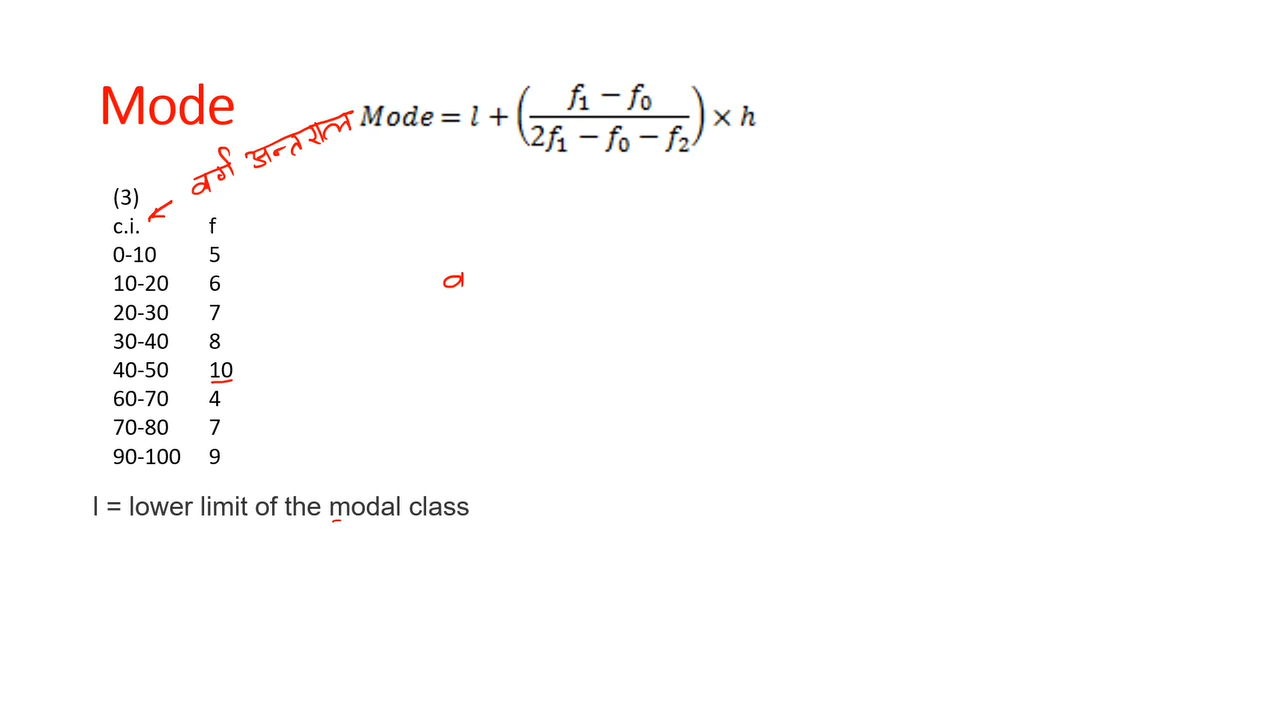 Mode
Mode = l + ( (f₁ − f₀) / (2f₁ − f₀ − f₂) ) × h
वर्ग अन्तराल
(3)
c.i. f
0-10 5
10-20 6
20-30 7
30-40 8
40-50 10
60-70 4
70-80 7
90-100 9
l = lower limit of the modal class